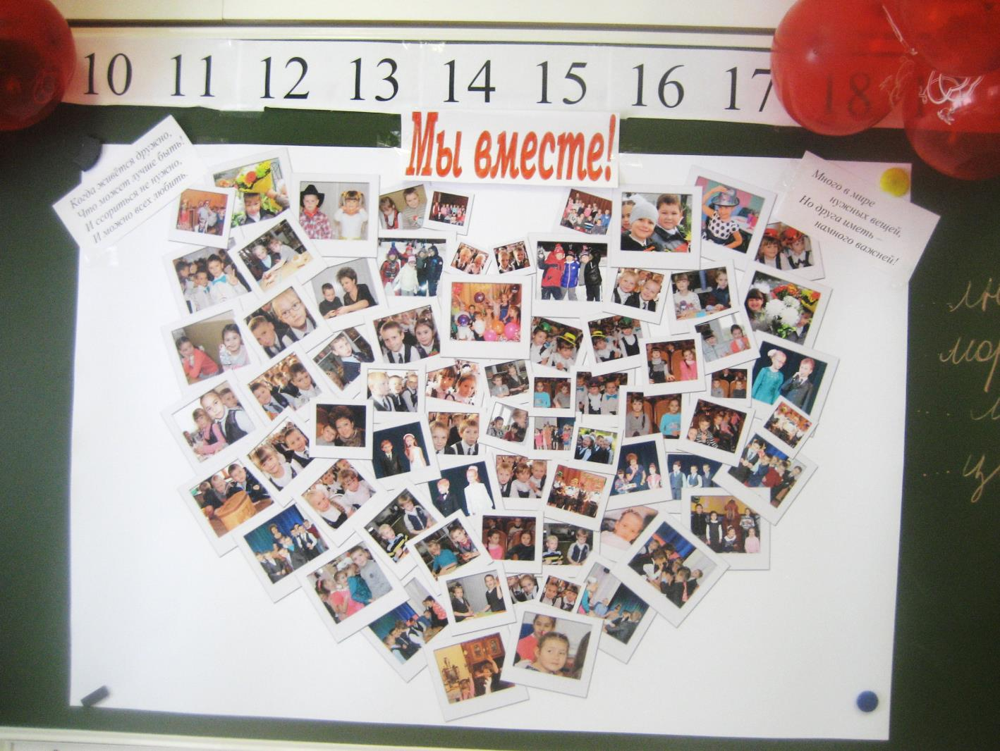 10 11 12 13 14 15 16 17 18
Мы вместе!
Когда живётся дружно,
Что может лучше быть!
И ссориться не нужно,
И можно всех любить.
Много в мире
нужных вещей,
Но друга иметь –
намного важней!